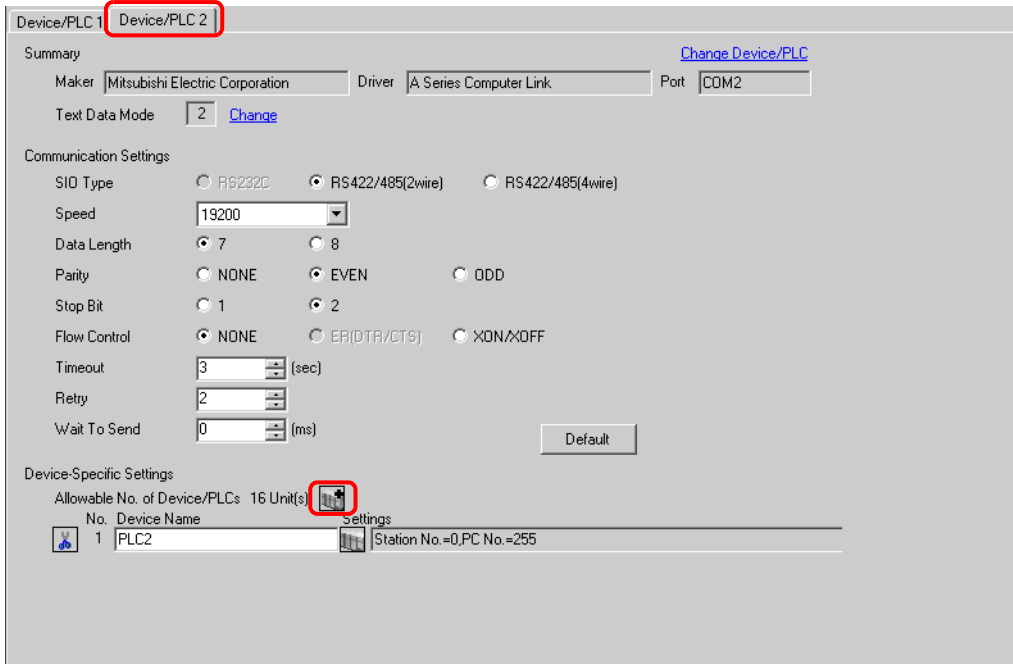 Device/PLC 1 Device/PLC 2
Summary Change Device/PLC
Maker Mitsubishi Electric Corporation Driver A Series Computer Link Port COM2
Text Data Mode 2 Change
Communication Settings
SIO Type RS232C RS422/485(2wire) RS422/485(4wire)
Speed 19200
Data Length 7 8
Parity NONE EVEN ODD
Stop Bit 1 2
Flow Control NONE ER(DTR/CTS) XON/XOFF
Timeout 3 (sec)
Retry 2
Wait To Send 0 (ms)
Default
Device-Specific Settings
Allowable No. of Device/PLCs 16 Unit(s)
No. Device Name Settings
1 PLC2 Station No.=0,PC No.=255